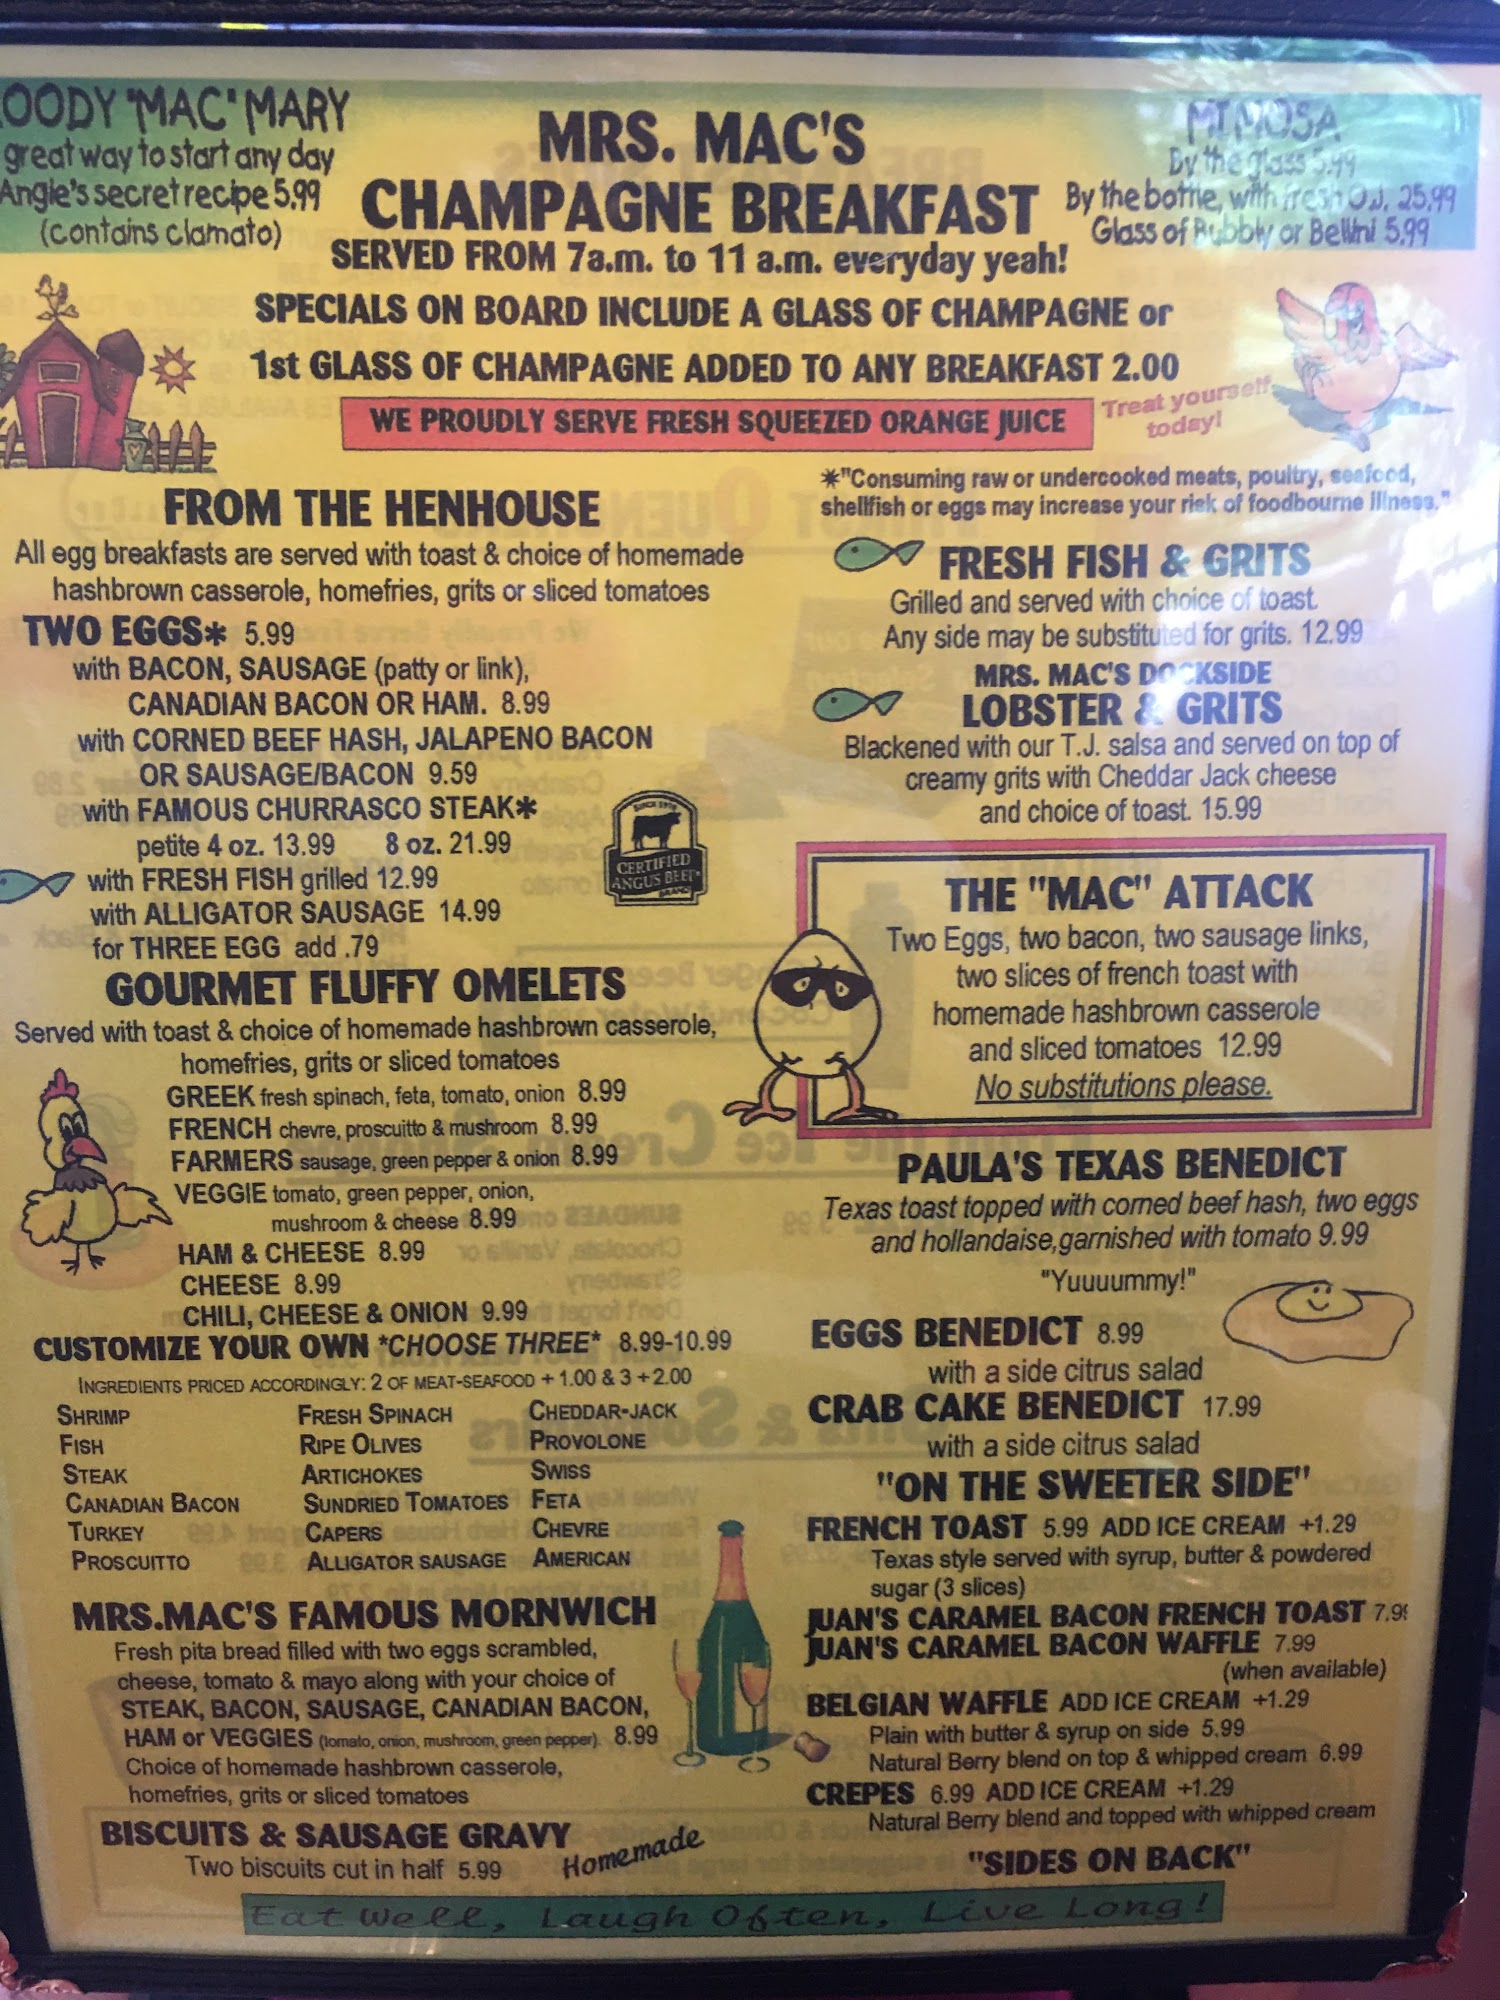 OODY "MAC" MARY
great way to start any day
Angie's secret recipe 5.99
(contains clamato)
MRS. MAC'S
CHAMPAGNE BREAKFAST
SERVED FROM 7a.m. to 11 a.m. everyday yeah!
MIMOSA
By the glass 5.99
By the bottle, with fresh O.J. 25.99
Glass of Bubbly or Bellini 5.99
SPECIALS ON BOARD INCLUDE A GLASS OF CHAMPAGNE or
1st GLASS OF CHAMPAGNE ADDED TO ANY BREAKFAST 2.00
WE PROUDLY SERVE FRESH SQUEEZED ORANGE JUICE
Treat yourself
today!
FROM THE HENHOUSE
All egg breakfasts are served with toast & choice of homemade
hashbrown casserole, homefries, grits or sliced tomatoes
TWO EGGS* 5.99
with BACON, SAUSAGE (patty or link),
CANADIAN BACON OR HAM. 8.99
with CORNED BEEF HASH, JALAPENO BACON
OR SAUSAGE/BACON 9.59
with FAMOUS CHURRASCO STEAK*
petite 4 oz. 13.99 8 oz. 21.99
with FRESH FISH grilled 12.99
with ALLIGATOR SAUSAGE 14.99
for THREE EGG add .79
SINCE 1978
CERTIFIED
ANGUS BEEF
BRAND
GOURMET FLUFFY OMELETS
Served with toast & choice of homemade hashbrown casserole,
homefries, grits or sliced tomatoes
GREEK fresh spinach, feta, tomato, onion 8.99
FRENCH chevre, proscuitto & mushroom 8.99
FARMERS sausage, green pepper & onion 8.99
VEGGIE tomato, green pepper, onion,
mushroom & cheese 8.99
HAM & CHEESE 8.99
CHEESE 8.99
CHILI, CHEESE & ONION 9.99
CUSTOMIZE YOUR OWN *CHOOSE THREE* 8.99-10.99
INGREDIENTS PRICED ACCORDINGLY: 2 OF MEAT-SEAFOOD + 1.00 & 3 +2.00
SHRIMP FRESH SPINACH CHEDDAR-JACK
FISH RIPE OLIVES PROVOLONE
STEAK ARTICHOKES SWISS
CANADIAN BACON SUNDRIED TOMATOES FETA
TURKEY CAPERS CHEVRE
PROSCUITTO ALLIGATOR SAUSAGE AMERICAN
MRS.MAC'S FAMOUS MORNWICH
Fresh pita bread filled with two eggs scrambled,
cheese, tomato & mayo along with your choice of
STEAK, BACON, SAUSAGE, CANADIAN BACON,
HAM or VEGGIES (tomato, onion, mushroom, green pepper). 8.99
Choice of homemade hashbrown casserole,
homefries, grits or sliced tomatoes
BISCUITS & SAUSAGE GRAVY
Two biscuits cut in half 5.99
Homemade
*"Consuming raw or undercooked meats, poultry, seafood,
shellfish or eggs may increase your risk of foodbourne illness."
FRESH FISH & GRITS
Grilled and served with choice of toast.
Any side may be substituted for grits. 12.99
MRS. MAC'S DOCKSIDE
LOBSTER & GRITS
Blackened with our T.J. salsa and served on top of
creamy grits with Cheddar Jack cheese
and choice of toast. 15.99
THE "MAC" ATTACK
Two Eggs, two bacon, two sausage links,
two slices of french toast with
homemade hashbrown casserole
and sliced tomatoes 12.99
No substitutions please.
PAULA'S TEXAS BENEDICT
Texas toast topped with corned beef hash, two eggs
and hollandaise,garnished with tomato 9.99
"Yuuuummy!"
EGGS BENEDICT 8.99
with a side citrus salad
CRAB CAKE BENEDICT 17.99
with a side citrus salad
"ON THE SWEETER SIDE"
FRENCH TOAST 5.99 ADD ICE CREAM +1.29
Texas style served with syrup, butter & powdered
sugar (3 slices)
JUAN'S CARAMEL BACON FRENCH TOAST 7.99
JUAN'S CARAMEL BACON WAFFLE 7.99
(when available)
BELGIAN WAFFLE ADD ICE CREAM +1.29
Plain with butter & syrup on side 5.99
Natural Berry blend on top & whipped cream 6.99
CREPES 6.99 ADD ICE CREAM +1.29
Natural Berry blend and topped with whipped cream
"SIDES ON BACK"
Eat Well, Laugh Often, Live Long!